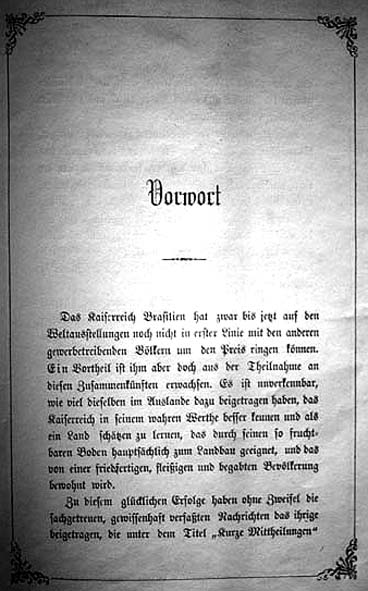 Vorwort
Das Kaiserreich Brasilien hat zwar bis jetzt auf den
Weltausstellungen noch nicht in erster Linie mit den anderen
gewerbetreibenden Völkern um den Preis ringen können.
Ein Vortheil ist ihm aber doch aus der Theilnahme an
diesen Zusammenkünften erwachsen. Es ist unverkennbar,
wie viel dieselben im Auslande dazu beigetragen haben, das
Kaiserreich in seinem wahren Werthe besser kennen und als
ein Land schätzen zu lernen, das durch seinen so frucht-
baren Boden hauptsächlich zum Landbau geeignet, und das
von einer friedfertigen, fleißigen und begabten Bevölkerung
bewohnt wird.
Zu diesem glücklichen Erfolge haben ohne Zweifel die
sachgetreuen, gewissenhaft verfaßten Nachrichten das ihrige
beigetragen, die unter dem Titel „Kurze Mittheilungen“